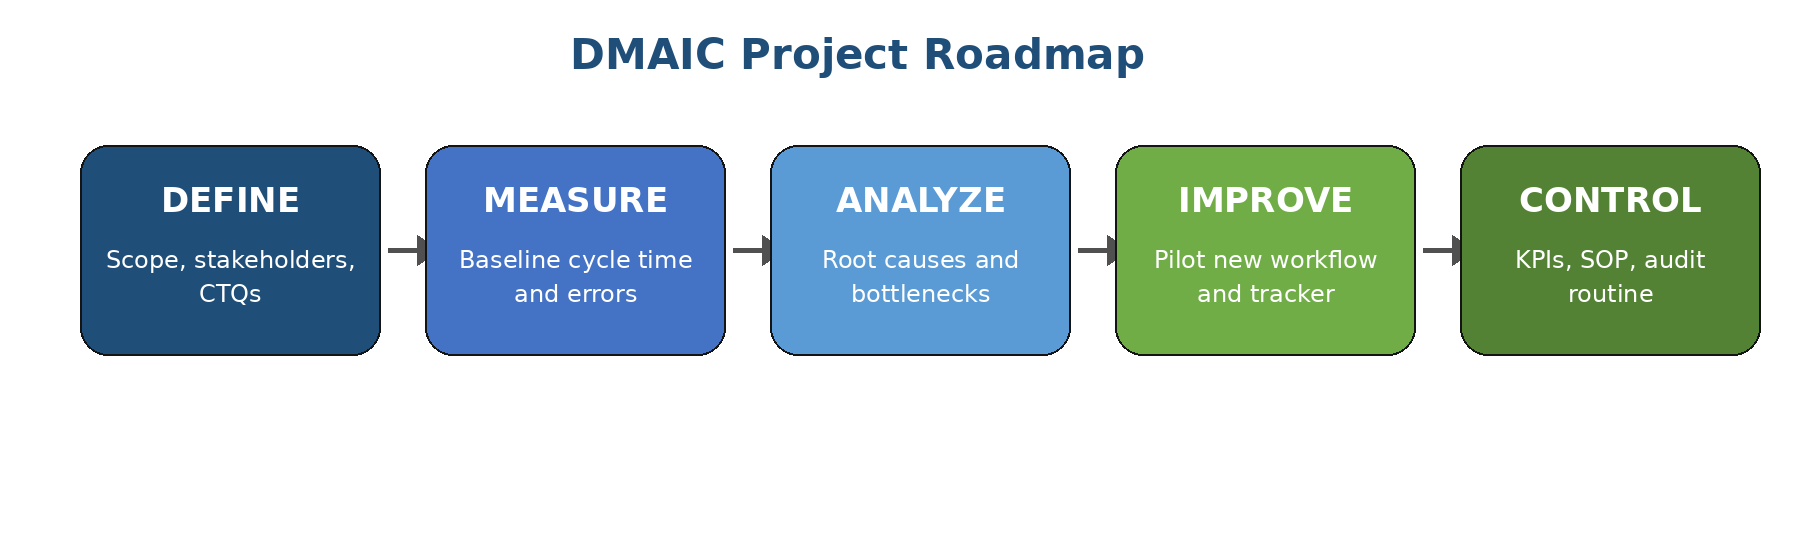 DMAIC Project Roadmap
DEFINE
Scope, stakeholders,
CTQs
MEASURE
Baseline cycle time
and errors
ANALYZE
Root causes and
bottlenecks
IMPROVE
Pilot new workflow
and tracker
CONTROL
KPIs, SOP, audit
routine